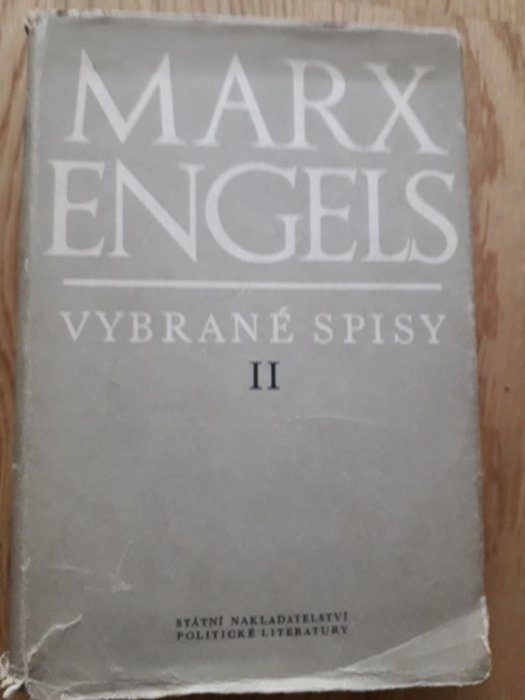 MARX
ENGELS
VYBRANÉ SPISY
II
STÁTNÍ NAKLADATELSTVÍ
POLITICKÉ LITERATURY